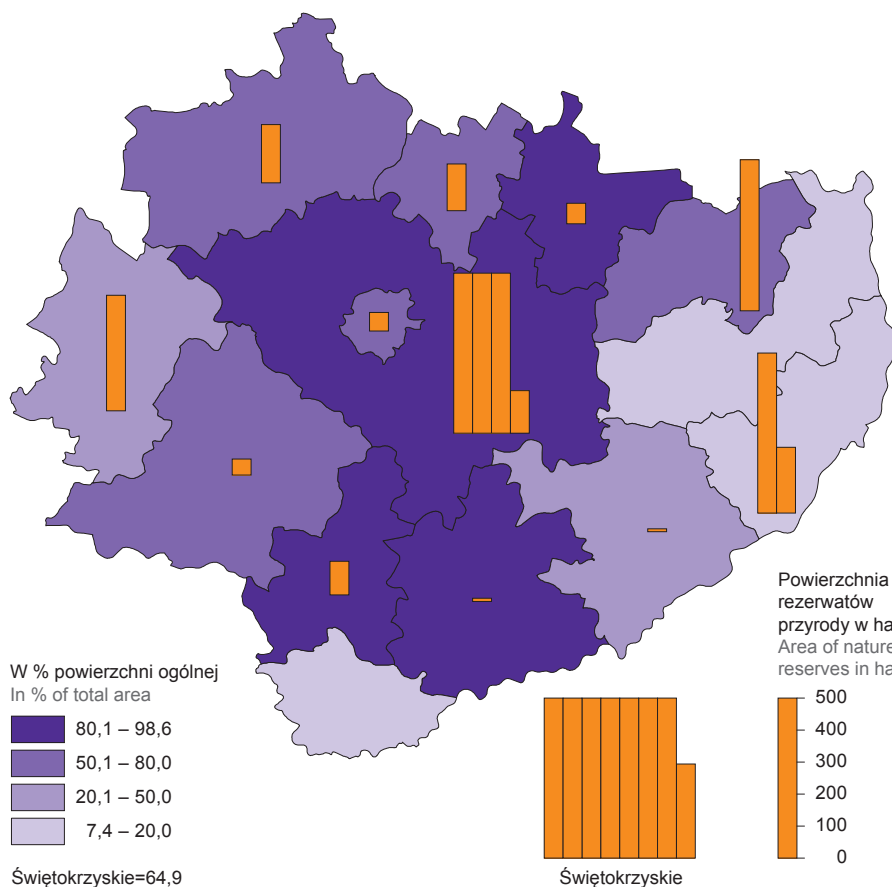 W % powierzchni ogólnej
In % of total area
80,1 – 98,6
50,1 – 80,0
20,1 – 50,0
7,4 – 20,0
Świętokrzyskie=64,9
Świętokrzyskie
Powierzchnia
rezerwatów
przyrody w ha
Area of nature
reserves in ha
500
400
300
200
100
0